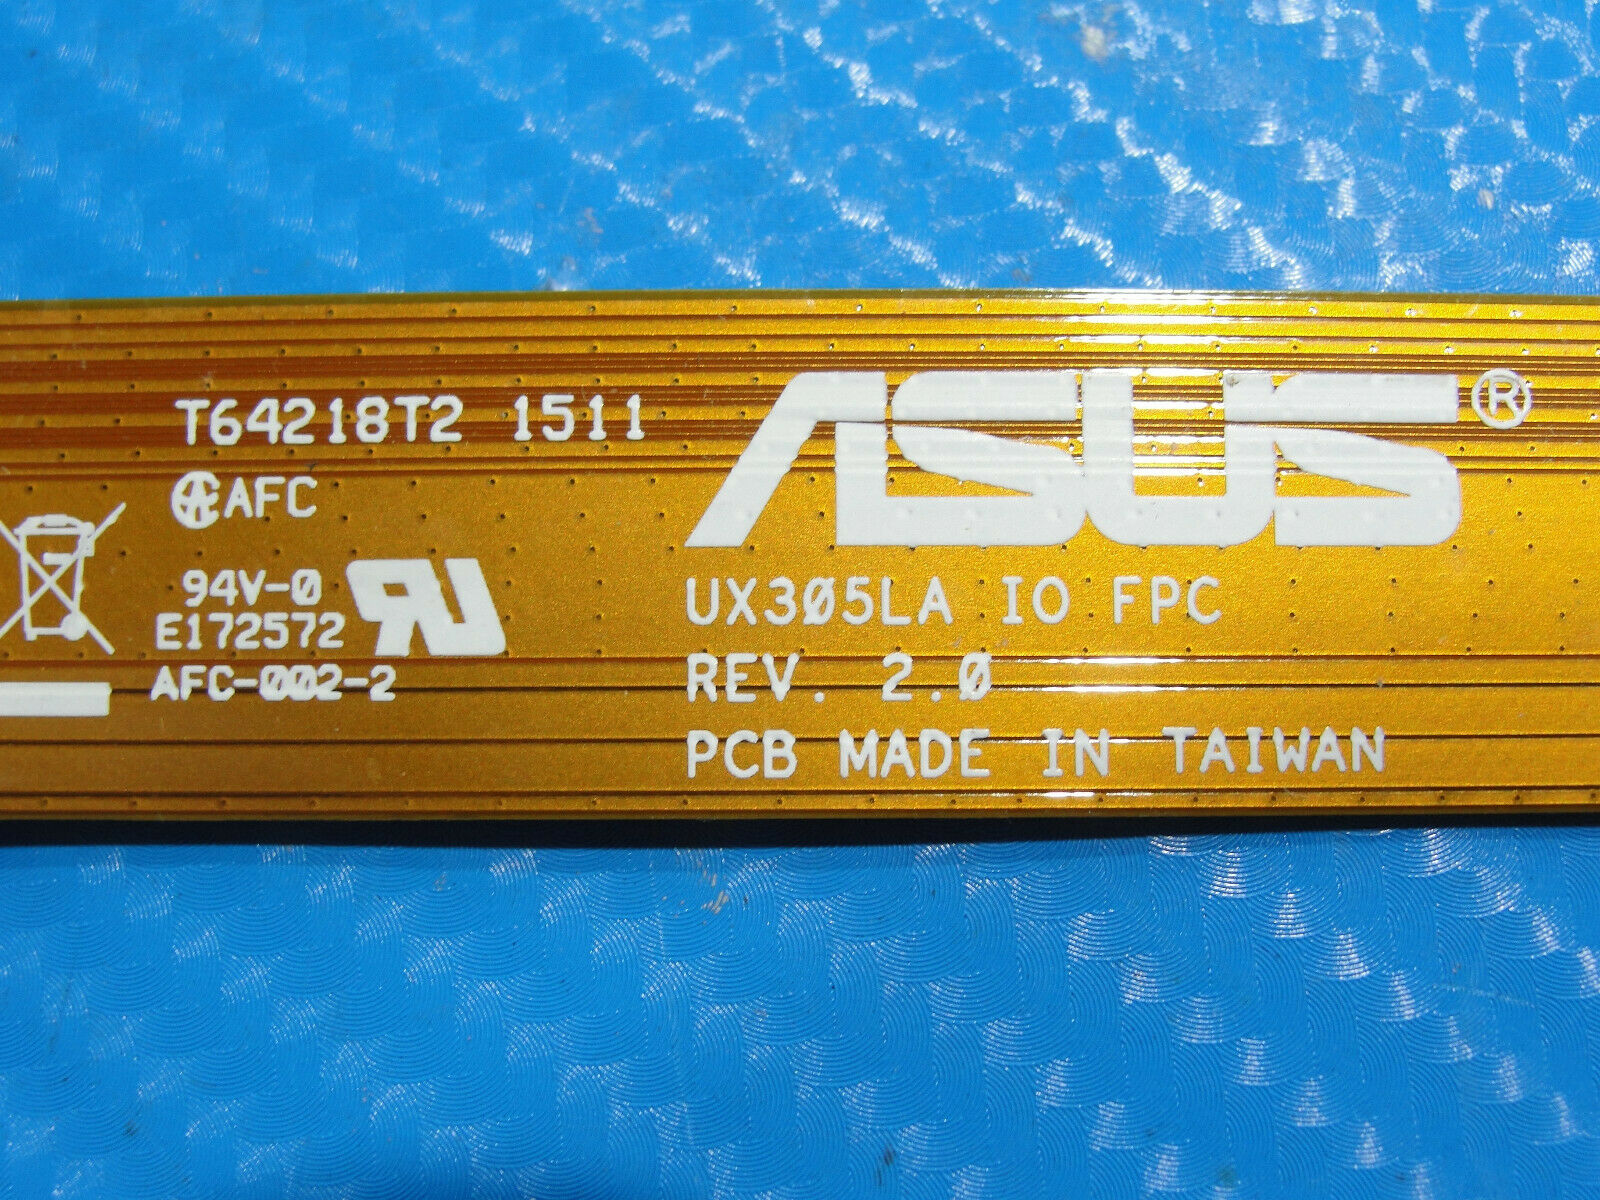 T64218T2 1511
AFC
94V-0
E172572
AFC-002-2
ASUS®
UX305LA IO FPC
REV. 2.0
PCB MADE IN TAIWAN